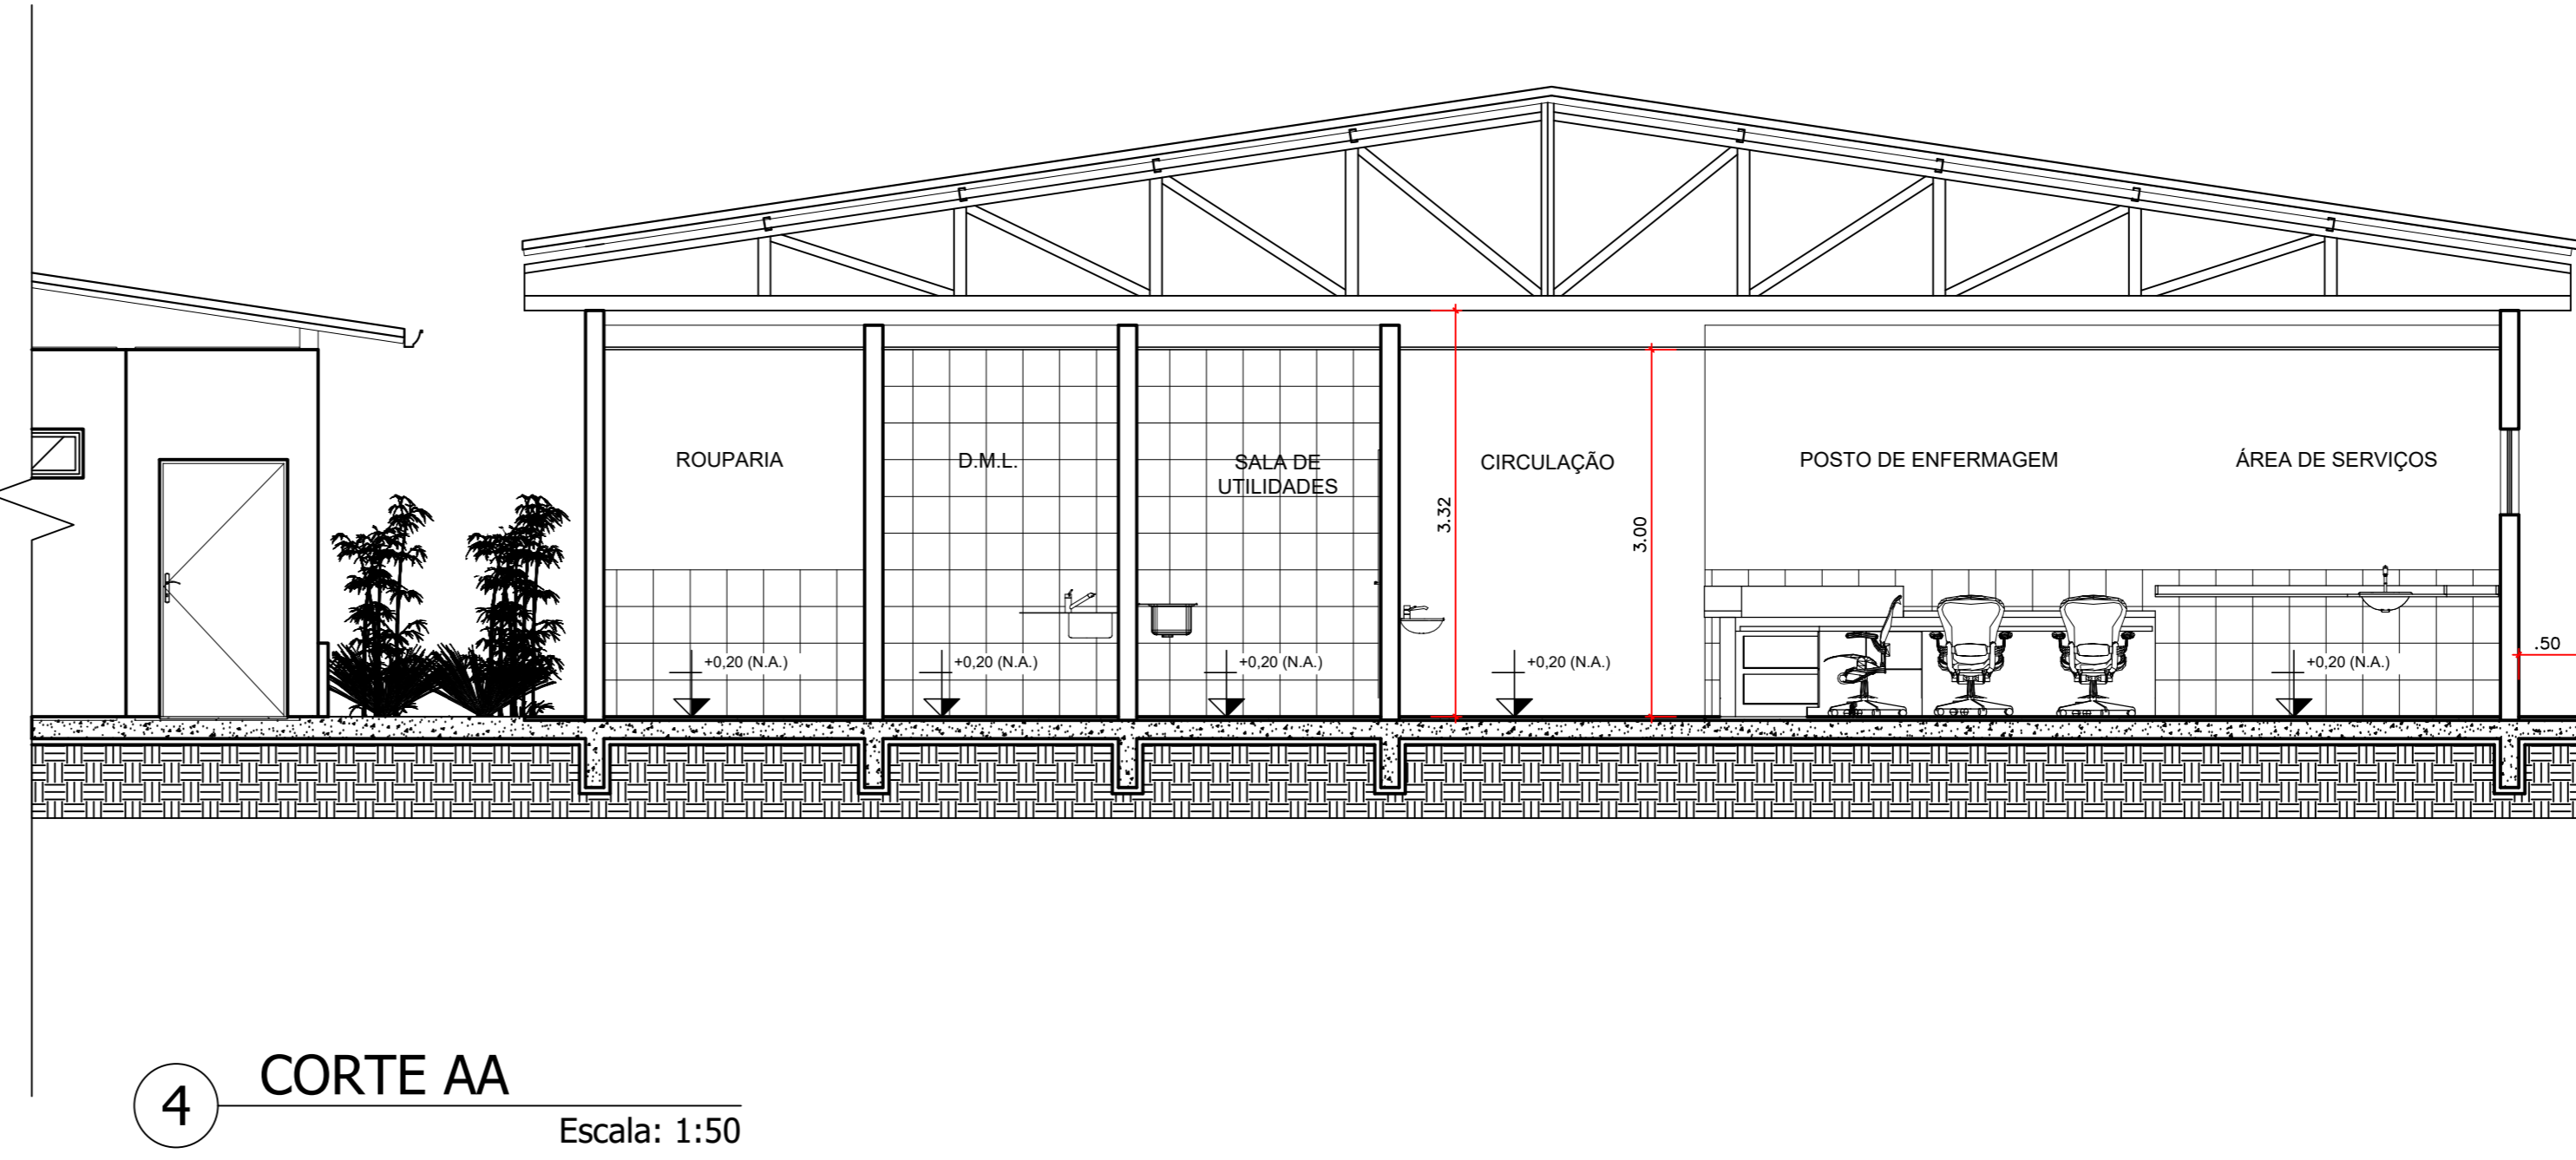 ROUPARIA
D.M.L.
SALA DE
UTILIDADES
CIRCULAÇÃO
POSTO DE ENFERMAGEM
ÁREA DE SERVIÇOS
3.32
3.00
.50
+0,20 (N.A.)
+0,20 (N.A.)
+0,20 (N.A.)
+0,20 (N.A.)
+0,20 (N.A.)
4
CORTE AA
Escala: 1:50